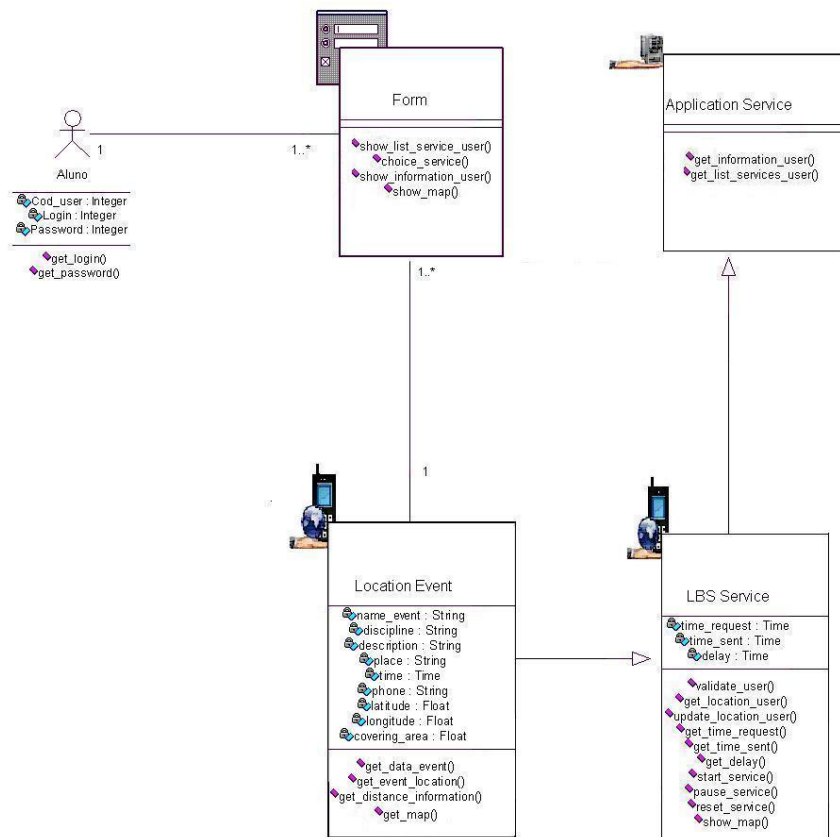 Form
show_list_service_user()
choice_service()
show_information_user()
show_map()
Application Service
get_information_user()
get_list_services_user()
1
1..*
Aluno
Cod_user : Integer
Login : Integer
Password : Integer
get_login()
get_password()
1..*
1
Location Event
name_event : String
discipline : String
description : String
place : String
time : Time
phone : String
latitude : Float
longitude : Float
covering_area : Float
get_data_event()
get_event_location()
get_distance_information()
get_map()
LBS Service
time_request : Time
time_sent : Time
delay : Time
validate_user()
get_location_user()
update_location_user()
get_time_request()
get_time_sent()
get_delay()
start_service()
pause_service()
reset_service()
show_map()